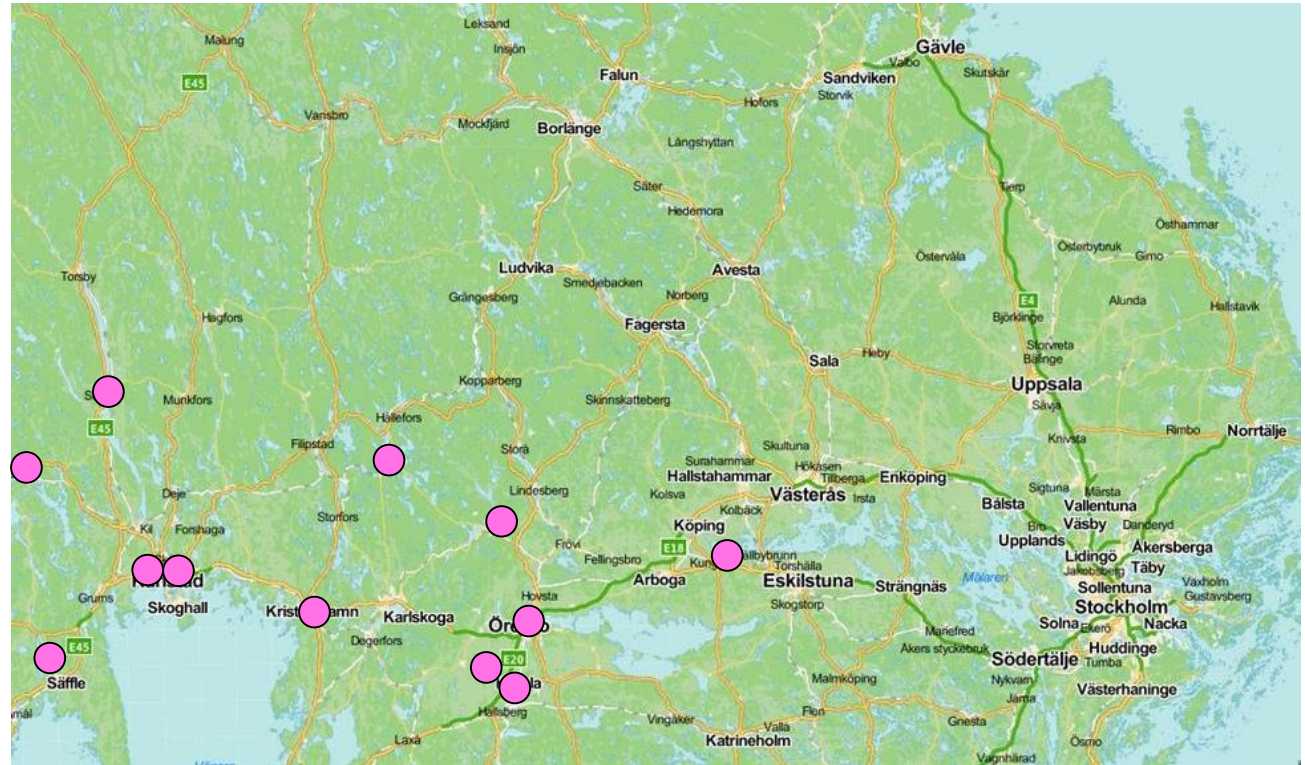 Leksand
Malung
Insjön
Gävle
Valbo
Falun
Sandviken
Skutskär
E45
Storvik
Hofors
Vansbro
Mockfjärd
Borlänge
Långshyttan
Säter
Tierp
Hedemora
Östhammar
Österbybruk
Gimo
Östervåla
Torsby
Ludvika
Avesta
Smedjebacken
Grängesberg
Norberg
E4
Alunda
Hallstavik
Hagfors
Björklinge
Fagersta
Storvreta
Bälinge
Heby
Sala
Kopparberg
Uppsala
Munkfors
Skinnskatteberg
Sävja
Hällefors
E45
Rimbo
Norrtälje
Filipstad
Knivsta
Storå
Skultuna
Surahammar
Hökåsen
Hallstahammar
Tillberga
Enköping
Sigtuna
Märsta
Deje
Lindesberg
Kolsva
Västerås
Irsta
Bålsta
Vallentuna
Kolbäck
Storfors
Köping
Bro
Väsby
Danderyd
Kil
Forshaga
Upplands
Åkersberga
Frövi
E18
Lidingö
Fellingsbro
Täby
Jakobsberg
Arboga
Torshälla
Eskilstuna
Strängnäs
Mälaren
Sollentuna
Vaxholm
Grums
Hovsta
Gustavsberg
Skoghall
Skogstorp
Stockholm
Karlskoga
Solna
Ekerö
Nacka
Mariefred
Degerfors
Åkers styckebruk
Huddinge
E45
E20
Södertälje
Tumba
Säffle
Malmköping
Nykvarn
Västerhaninge
Järna
Hallsberg
Flen
Gnesta
Vingåker
Valla
Laxå
Katrineholm
Ösmo
Vagnhärad